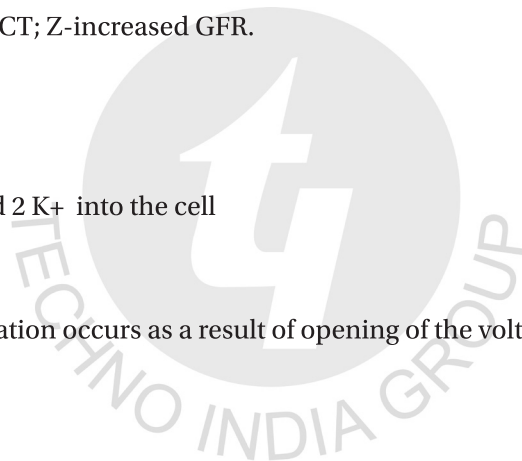 CT; Z-increased GFR.
d 2 K+ into the cell
ation occurs as a result of opening of the volt
TECHNO INDIA GROUP